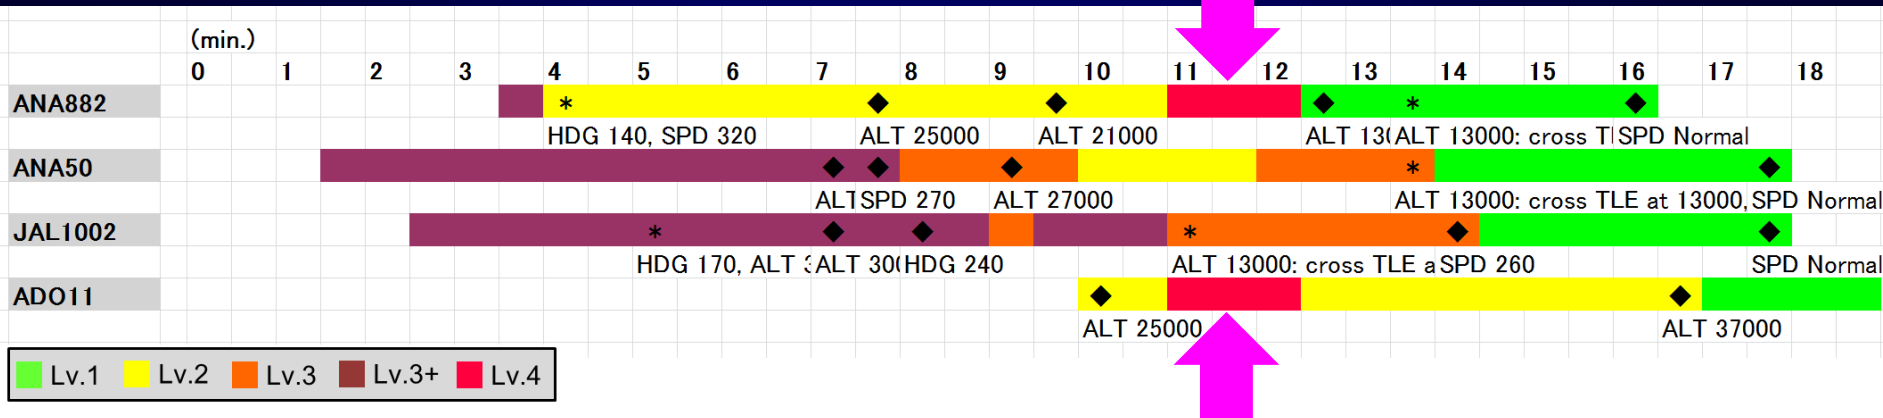 (min.)
0 1 2 3 4 5 6 7 8 9 10 11 12 13 14 15 16 17 18
ANA882 * ◆ ◆ ◆ * ◆
HDG 140, SPD 320 ALT 25000 ALT 21000 ALT 130 ALT 13000: cross TL SPD Normal
ANA50 ◆ ◆ ◆ * ◆
ALT SPD 270 ALT 27000 ALT 13000: cross TLE at 13000, SPD Normal
JAL1002 * ◆ ◆ * ◆ ◆
HDG 170, ALT 3 ALT 300 HDG 240 ALT 13000: cross TLE a SPD 260 SPD Normal
ADO11 ◆ ◆
ALT 25000 ALT 37000
Lv.1 Lv.2 Lv.3 Lv.3+ Lv.4